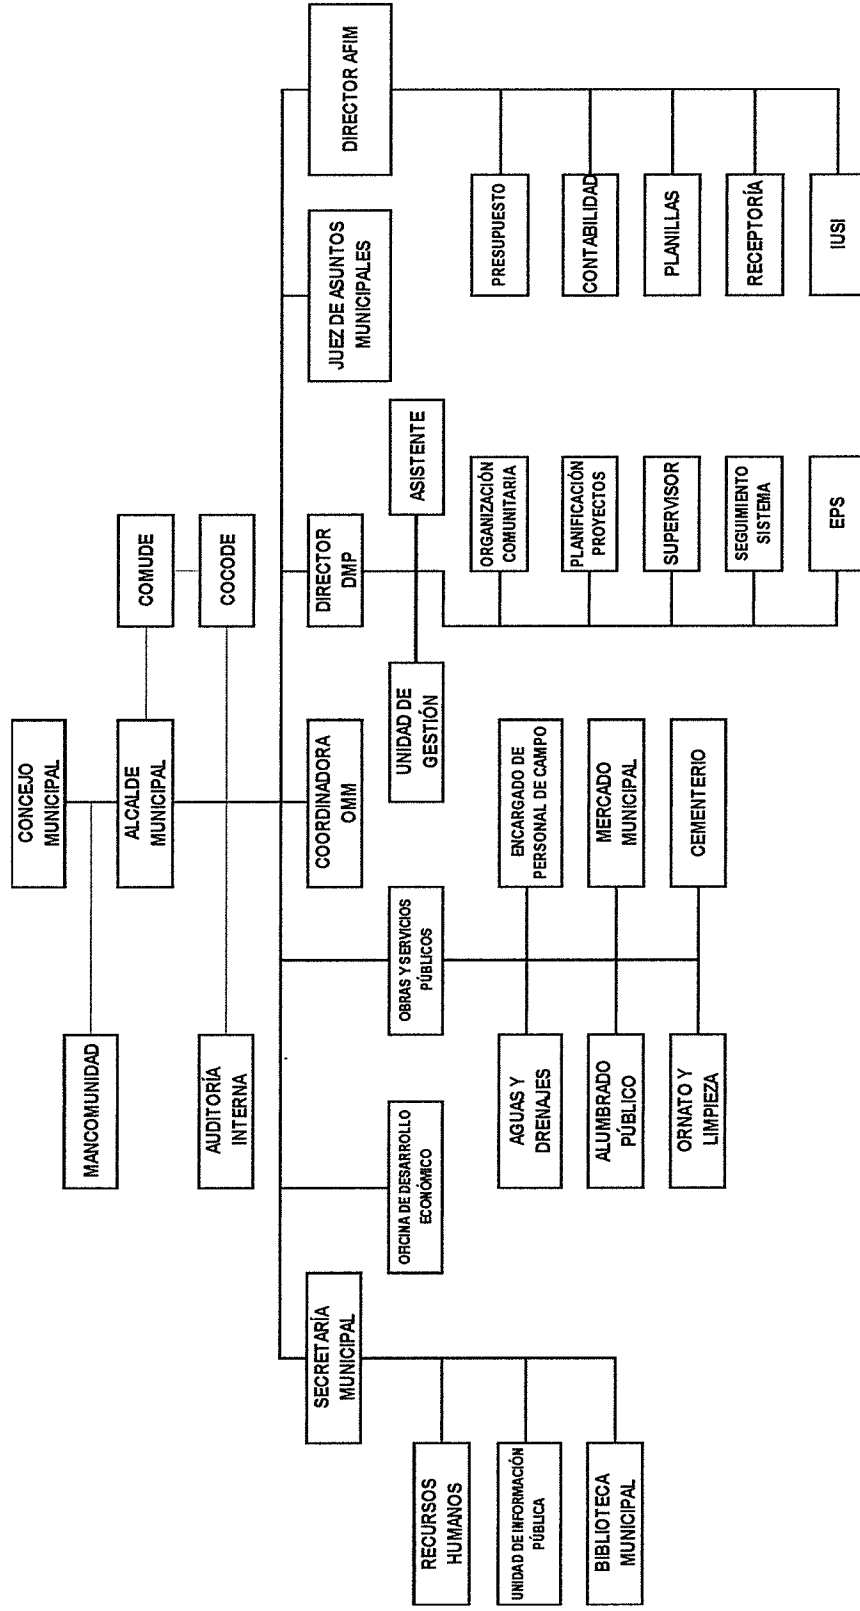 CONCEJO
MUNICIPAL
MANCOMUNIDAD
ALCALDE
MUNICIPAL
COMUDE
AUDITORÍA
INTERNA
COCODE
SECRETARÍA
MUNICIPAL
COORDINADORA
OMM
DIRECTOR
DMP
JUEZ DE ASUNTOS
MUNICIPALES
DIRECTOR AFIM
OFICINA DE DESARROLLO
ECONÓMICO
OBRAS Y SERVICIOS
PÚBLICOS
UNIDAD DE
GESTIÓN
ASISTENTE
RECURSOS
HUMANOS
UNIDAD DE INFORMACIÓN
PÚBLICA
BIBLIOTECA
MUNICIPAL
AGUAS Y
DRENAJES
ENCARGADO DE
PERSONAL DE CAMPO
ALUMBRADO
PÚBLICO
MERCADO
MUNICIPAL
ORNATO Y
LIMPIEZA
CEMENTERIO
ORGANIZACIÓN
COMUNITARIA
PLANIFICACIÓN
PROYECTOS
SUPERVISOR
SEGUIMIENTO
SISTEMA
EPS
PRESUPUESTO
CONTABILIDAD
PLANILLAS
RECEPTORÍA
IUSI